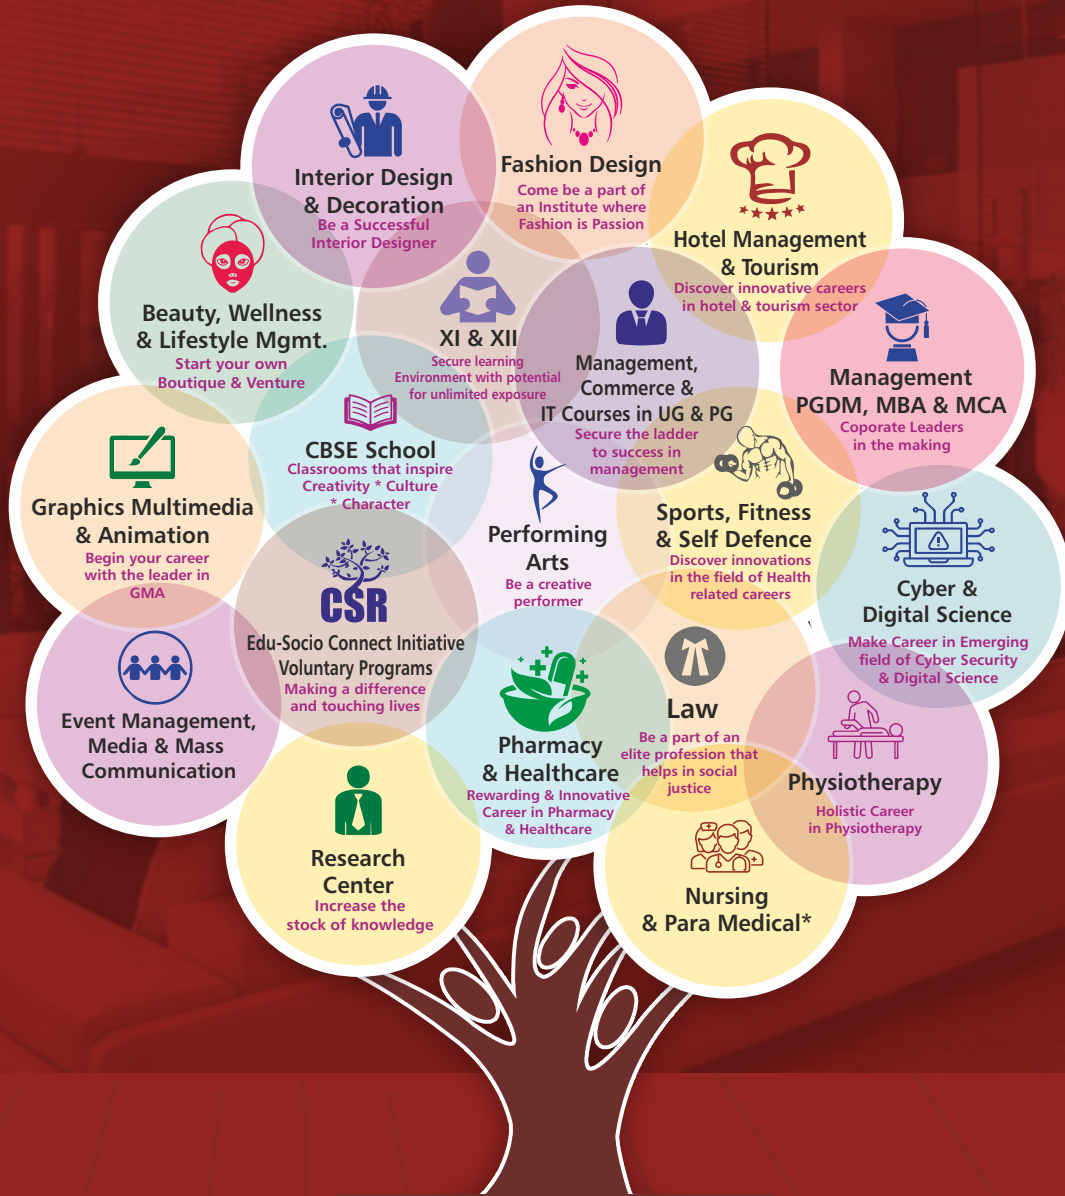 Interior Design
& Decoration
Be a Successful
Interior Designer
Fashion Design
Come be a part of
an Institute where
Fashion is Passion
Hotel Management
& Tourism
Discover innovative careers
in hotel & tourism sector
Beauty, Wellness
& Lifestyle Mgmt.
Start your own
Boutique & Venture
XI & XII
Secure learning
Environment with potential
for unlimited exposure
Management,
Commerce &
IT Courses in UG & PG
Secure the ladder
to success in
management
Management
PGDM, MBA & MCA
Coporate Leaders
in the making
CBSE School
Classrooms that inspire
Creativity * Culture
* Character
Graphics Multimedia
& Animation
Begin your career
with the leader in
GMA
Performing
Arts
Be a creative
performer
Sports, Fitness
& Self Defence
Discover innovations
in the field of Health
related careers
Cyber &
Digital Science
Make Career in Emerging
field of Cyber Security
& Digital Science
CSR
Edu-Socio Connect Initiative
Voluntary Programs
Making a difference
and touching lives
Event Management,
Media & Mass
Communication
Pharmacy
& Healthcare
Rewarding & Innovative
Career in Pharmacy
& Healthcare
Law
Be a part of an
elite profession that
helps in social
justice
Physiotherapy
Holistic Career
in Physiotherapy
Research
Center
Increase the
stock of knowledge
Nursing
& Para Medical*